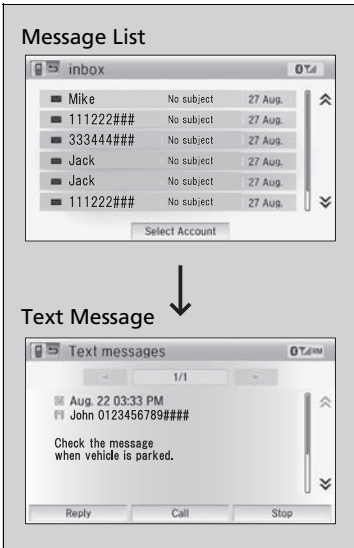 Message List
inbox
Mike No subject 27 Aug.
111222### No subject 27 Aug.
333444### No subject 27 Aug.
Jack No subject 27 Aug.
Jack No subject 27 Aug.
111222### No subject 27 Aug.
Select Account
Text Message
Text messages
1/1
Aug. 22 03:33 PM
John 0123456789####
Check the message
when vehicle is parked.
Reply Call Stop